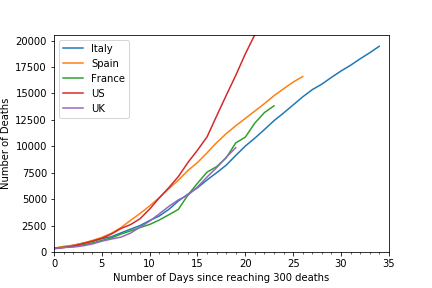 20000
17500
15000
12500
10000
7500
5000
2500
0
Number of Deaths
Italy
Spain
France
US
UK
0 5 10 15 20 25 30 35
Number of Days since reaching 300 deaths